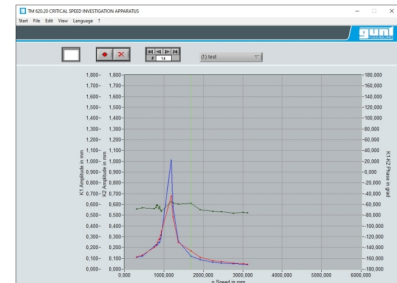 TM 620.20 CRITICAL SPEED INVESTIGATION APPARATUS
Start File Edit View Language ?
gunt
# 14
(1) test
1,800- 1,800- -180,000
1,700- 1,700- -160,000
1,600- 1,600- -140,000
1,500- 1,500- -120,000
1,400- 1,400- -100,000
1,300- 1,300- -80,000
1,200- 1,200- -60,000
1,100- 1,100- -40,000
1,000- 1,000- -20,000
0,900- 0,900- -0,000
0,800- 0,800- -20,000
0,700- 0,700- -40,000
0,600- 0,600- -60,000
0,500- 0,500- -80,000
0,400- 0,400- -100,000
0,300- 0,300- -120,000
0,200- 0,200- -140,000
0,100- 0,100- -160,000
0,000- 0,000- -180,000
K1 Amplitude in mm
K2 Amplitude in mm
K1;K2 Phase in grad
0,000 1000,000 2000,000 3000,000 4000,000 5000,000 6000,000
n Speed in mm